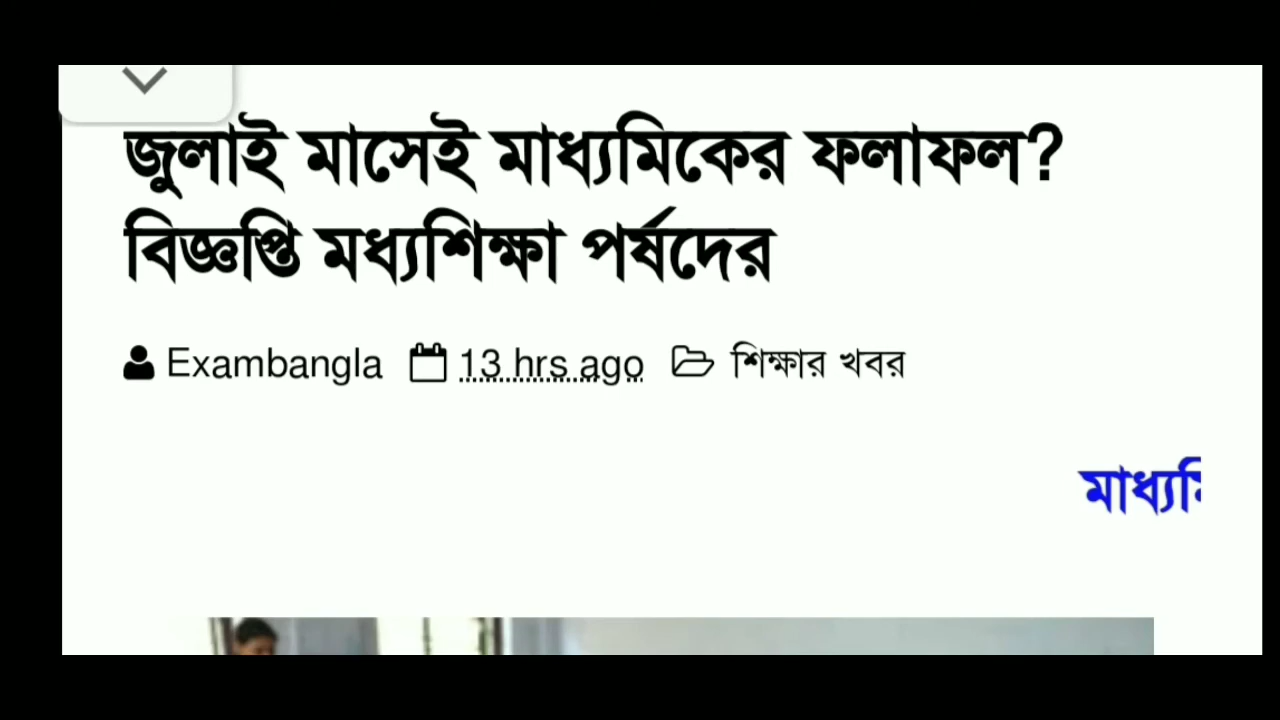 জুলাই মাসেই মাধ্যমিকের ফলাফল?
বিজ্ঞপ্তি মধ্যশিক্ষা পর্ষদের
Exambangla 13 hrs ago শিক্ষার খবর